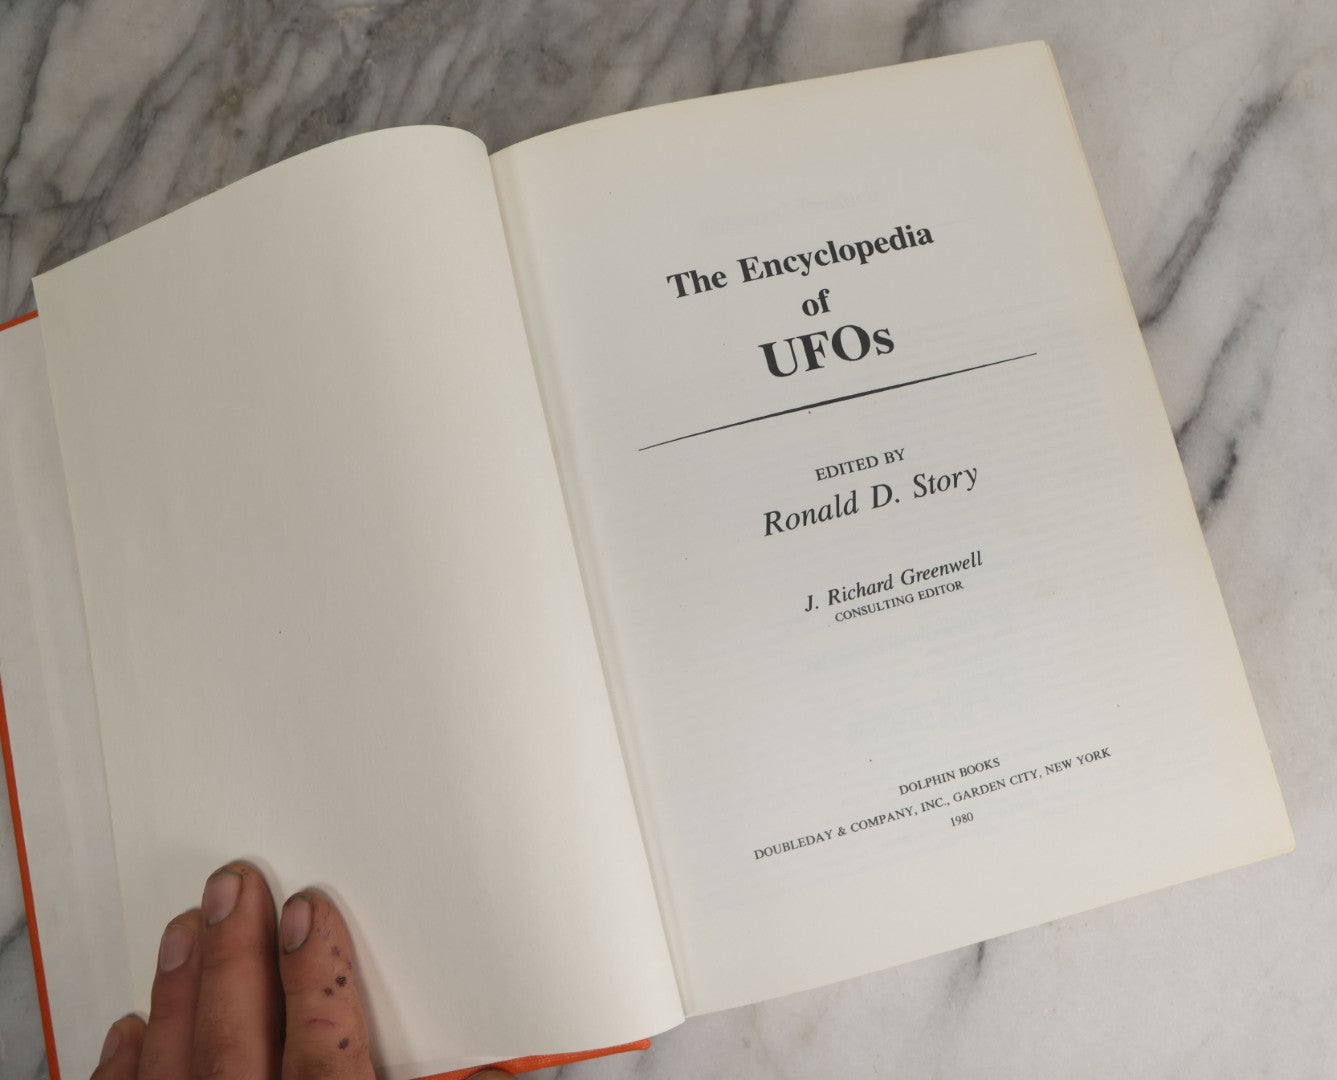 The Encyclopedia
of
UFOs
EDITED BY
Ronald D. Story
J. Richard Greenwell
CONSULTING EDITOR
DOLPHIN BOOKS
DOUBLEDAY & COMPANY, INC., GARDEN CITY, NEW YORK
1980